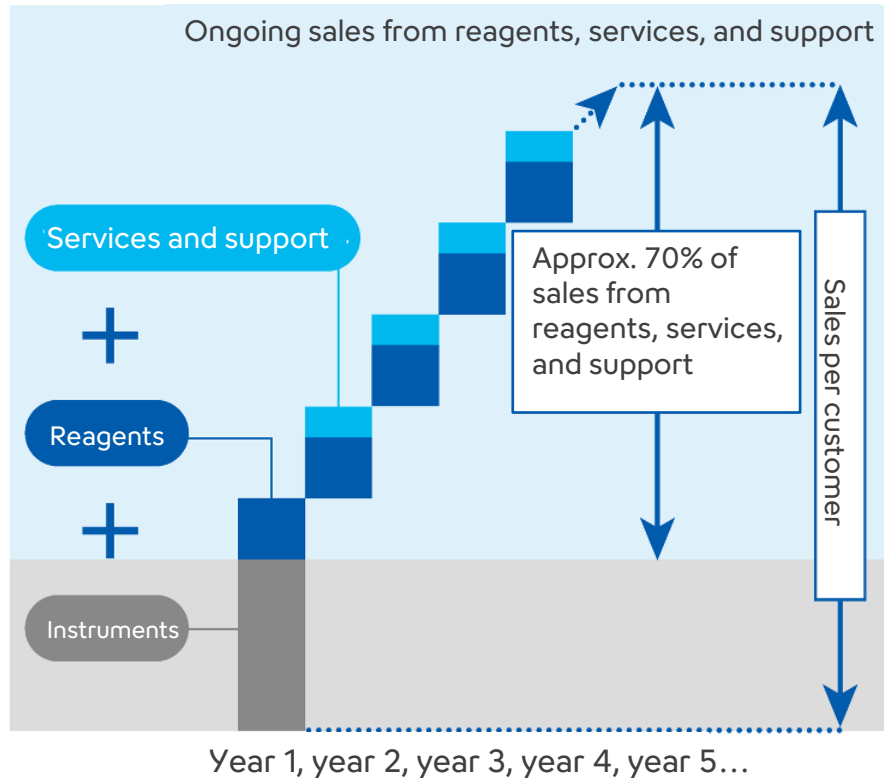 Ongoing sales from reagents, services, and support
Services and support
+
Reagents
+
Instruments
Approx. 70% of
sales from
reagents, services,
and support
Sales per customer
Year 1, year 2, year 3, year 4, year 5...